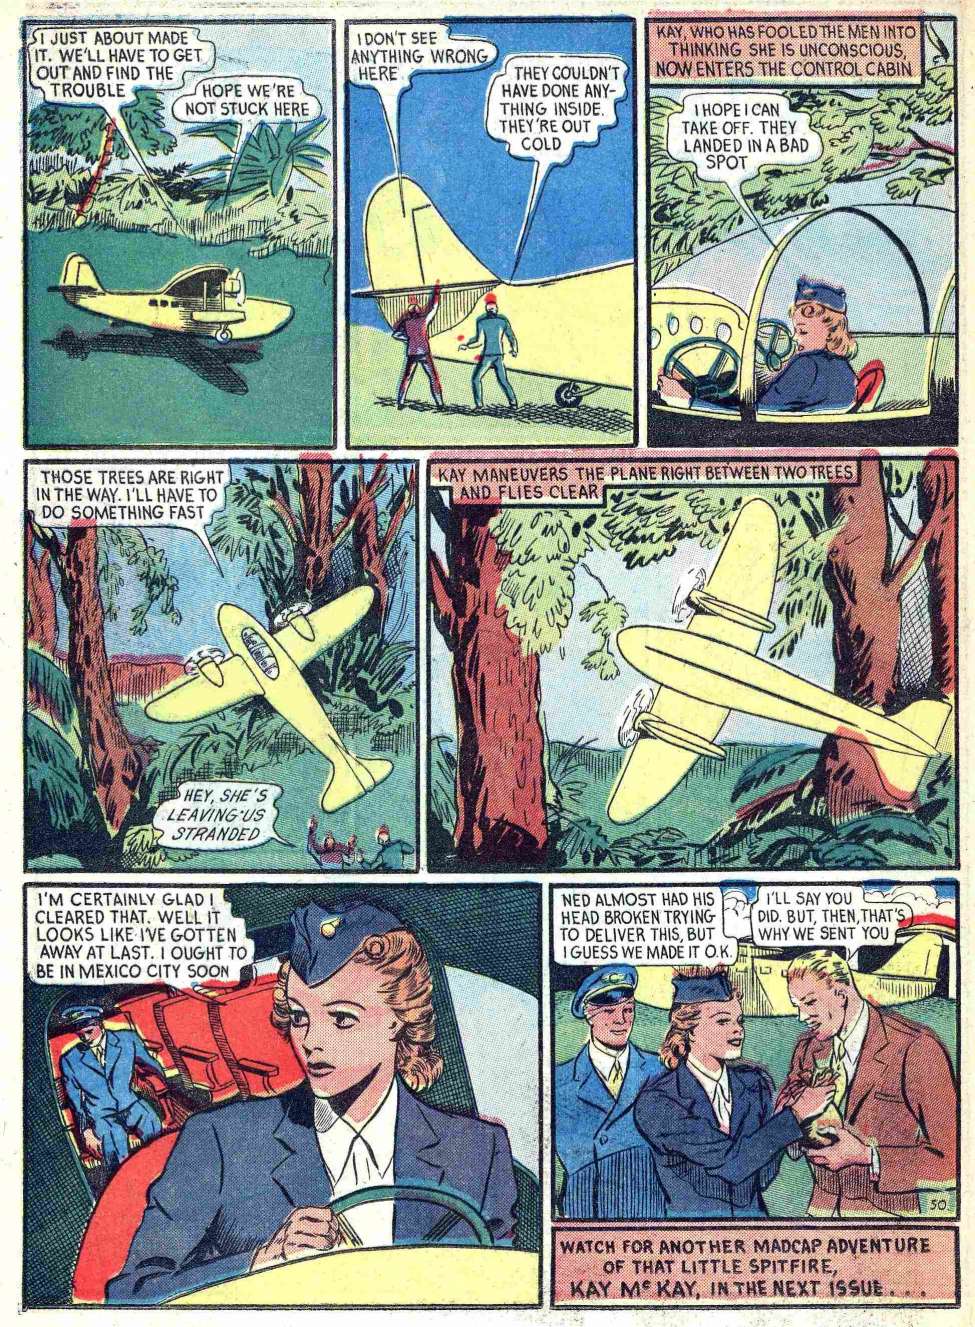 I JUST ABOUT MADE
IT. WE'LL HAVE TO GET
OUT AND FIND THE
TROUBLE
HOPE WE'RE
NOT STUCK HERE
I DON'T SEE
ANYTHING WRONG
HERE.
THEY COULDN'T
HAVE DONE ANY-
THING INSIDE.
THEY'RE OUT
COLD
KAY, WHO HAS FOOLED THE MEN INTO
THINKING SHE IS UNCONSCIOUS,
NOW ENTERS THE CONTROL CABIN
I HOPE I CAN
TAKE OFF. THEY
LANDED IN A BAD
SPOT
THOSE TREES ARE RIGHT
IN THE WAY. I'LL HAVE TO
DO SOMETHING FAST
HEY, SHE'S
LEAVING US
STRANDED
KAY MANEUVERS THE PLANE RIGHT BETWEEN TWO TREES
AND FLIES CLEAR
I'M CERTAINLY GLAD I
CLEARED THAT. WELL IT
LOOKS LIKE I'VE GOTTEN
AWAY AT LAST. I OUGHT TO
BE IN MEXICO CITY SOON
NED ALMOST HAD HIS
HEAD BROKEN TRYING
TO DELIVER THIS, BUT
I GUESS WE MADE IT O.K.
I'LL SAY YOU
DID. BUT, THEN, THAT'S
WHY WE SENT YOU
50
WATCH FOR ANOTHER MADCAP ADVENTURE
OF THAT LITTLE SPITFIRE,
KAY McKAY, IN THE NEXT ISSUE...